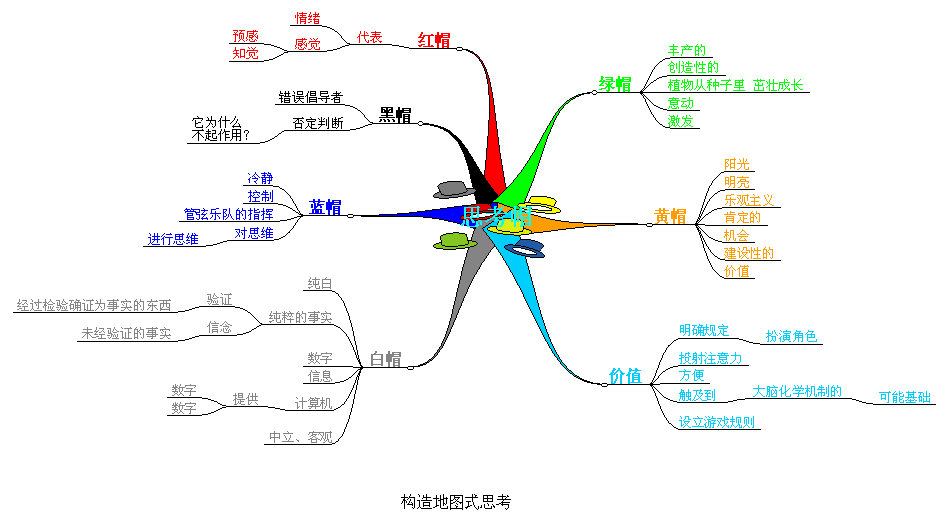 思考帽
红帽
代表
情绪
感觉
预感
知觉
黑帽
错误倡导者
否定判断
它为什么
不起作用?
蓝帽
冷静
控制
管弦乐队的指挥
对思维
进行思维
白帽
纯白
纯粹的事实
验证
经过检验确证为事实的东西
信念
未经验证的事实
数字
信息
计算机
提供
数字
数字
中立、客观
绿帽
丰产的
创造性的
植物从种子里 茁壮成长
意动
激发
黄帽
阳光
明亮
乐观主义
肯定的
机会
建设性的
价值
价值
明确规定
扮演角色
投射注意力
方便
触及到
大脑化学机制的
可能基础
设立游戏规则
构造地图式思考